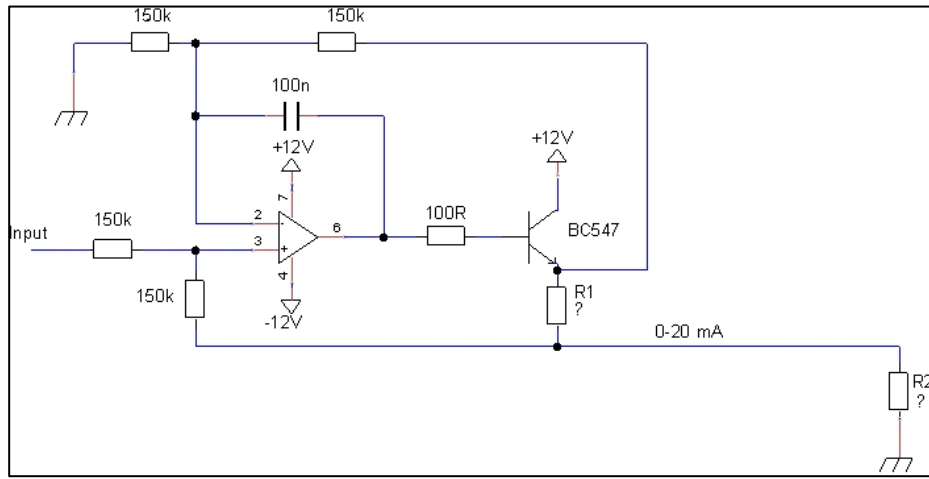 150k
150k
100n
+12V
+12V
7
2
6
100R
BC547
Input
150k
3
+
4
150k
-12V
R1
?
0-20 mA
R2
?